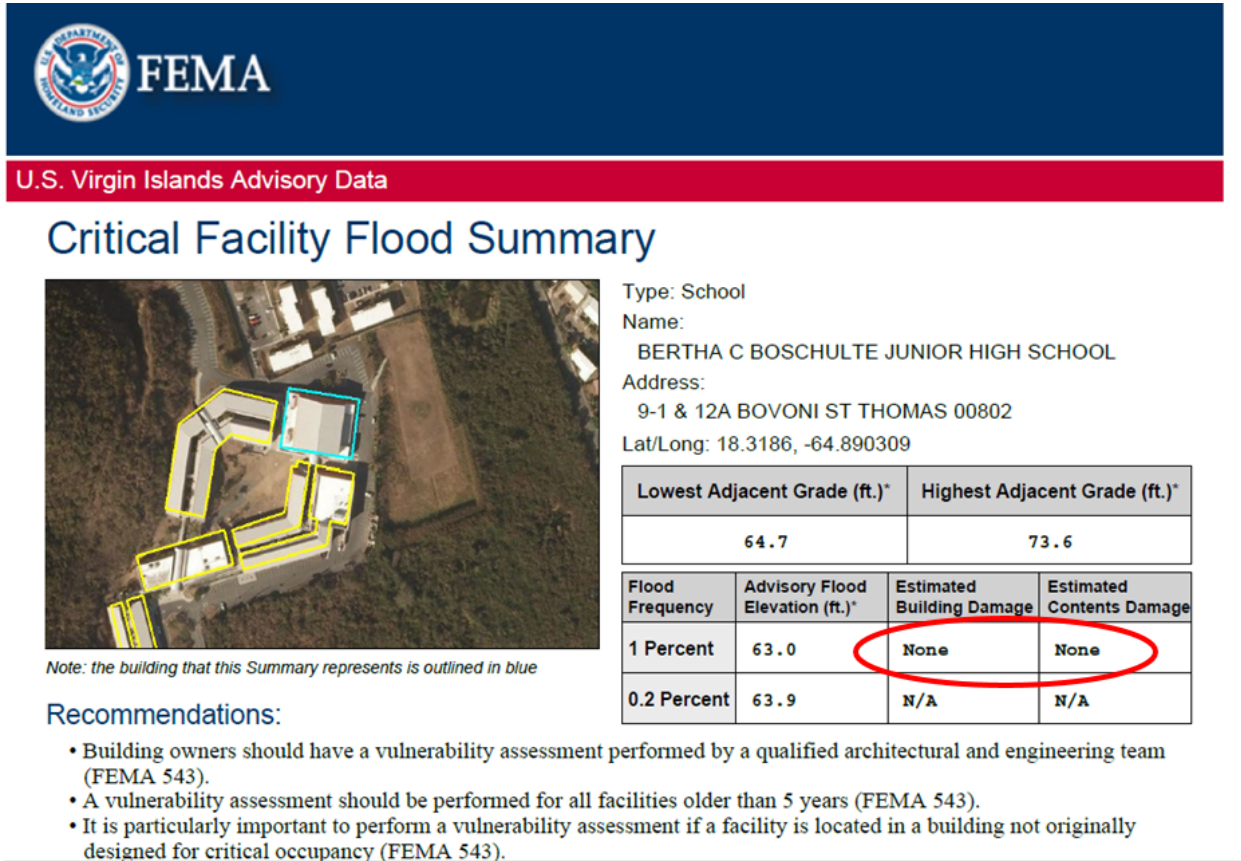 U.S. DEPARTMENT OF
HOMELAND SECURITY
FEMA
U.S. Virgin Islands Advisory Data
Critical Facility Flood Summary
Type: School
Name:
BERTHA C BOSCHULTE JUNIOR HIGH SCHOOL
Address:
9-1 & 12A BOVONI ST THOMAS 00802
Lat/Long: 18.3186, -64.890309
Lowest Adjacent Grade (ft.)* Highest Adjacent Grade (ft.)*
64.7 73.6
Flood Advisory Flood Estimated Estimated
Frequency Elevation (ft.)* Building Damage Contents Damage
1 Percent 63.0 None None
0.2 Percent 63.9 N/A N/A
Note: the building that this Summary represents is outlined in blue
Recommendations:
• Building owners should have a vulnerability assessment performed by a qualified architectural and engineering team
(FEMA 543).
• A vulnerability assessment should be performed for all facilities older than 5 years (FEMA 543).
• It is particularly important to perform a vulnerability assessment if a facility is located in a building not originally
designed for critical occupancy (FEMA 543).